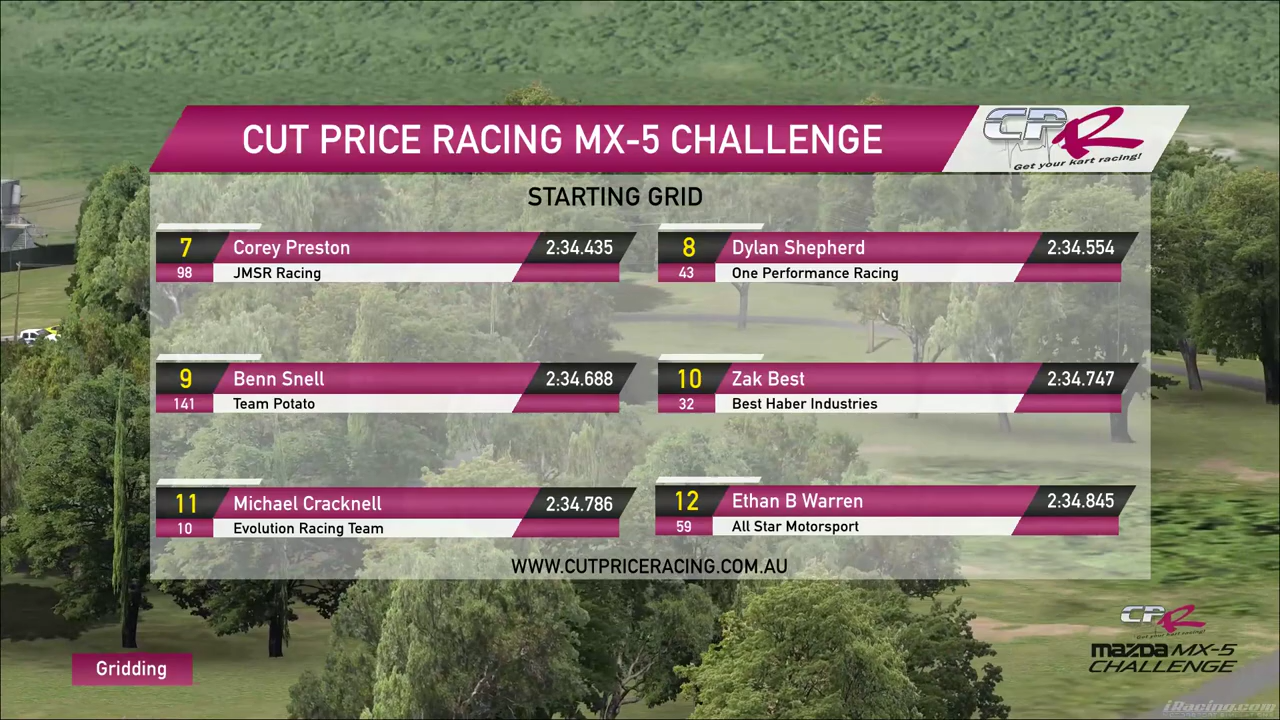 CUT PRICE RACING MX-5 CHALLENGE
CPR
Get your kart racing!
STARTING GRID
7 Corey Preston 2:34.435
98 JMSR Racing
8 Dylan Shepherd 2:34.554
43 One Performance Racing
9 Benn Snell 2:34.688
141 Team Potato
10 Zak Best 2:34.747
32 Best Haber Industries
11 Michael Cracknell 2:34.786
10 Evolution Racing Team
12 Ethan B Warren 2:34.845
59 All Star Motorsport
WWW.CUTPRICERACING.COM.AU
CPR
Get your kart racing!
mazda MX-5
CHALLENGE
Gridding
iRacing.com